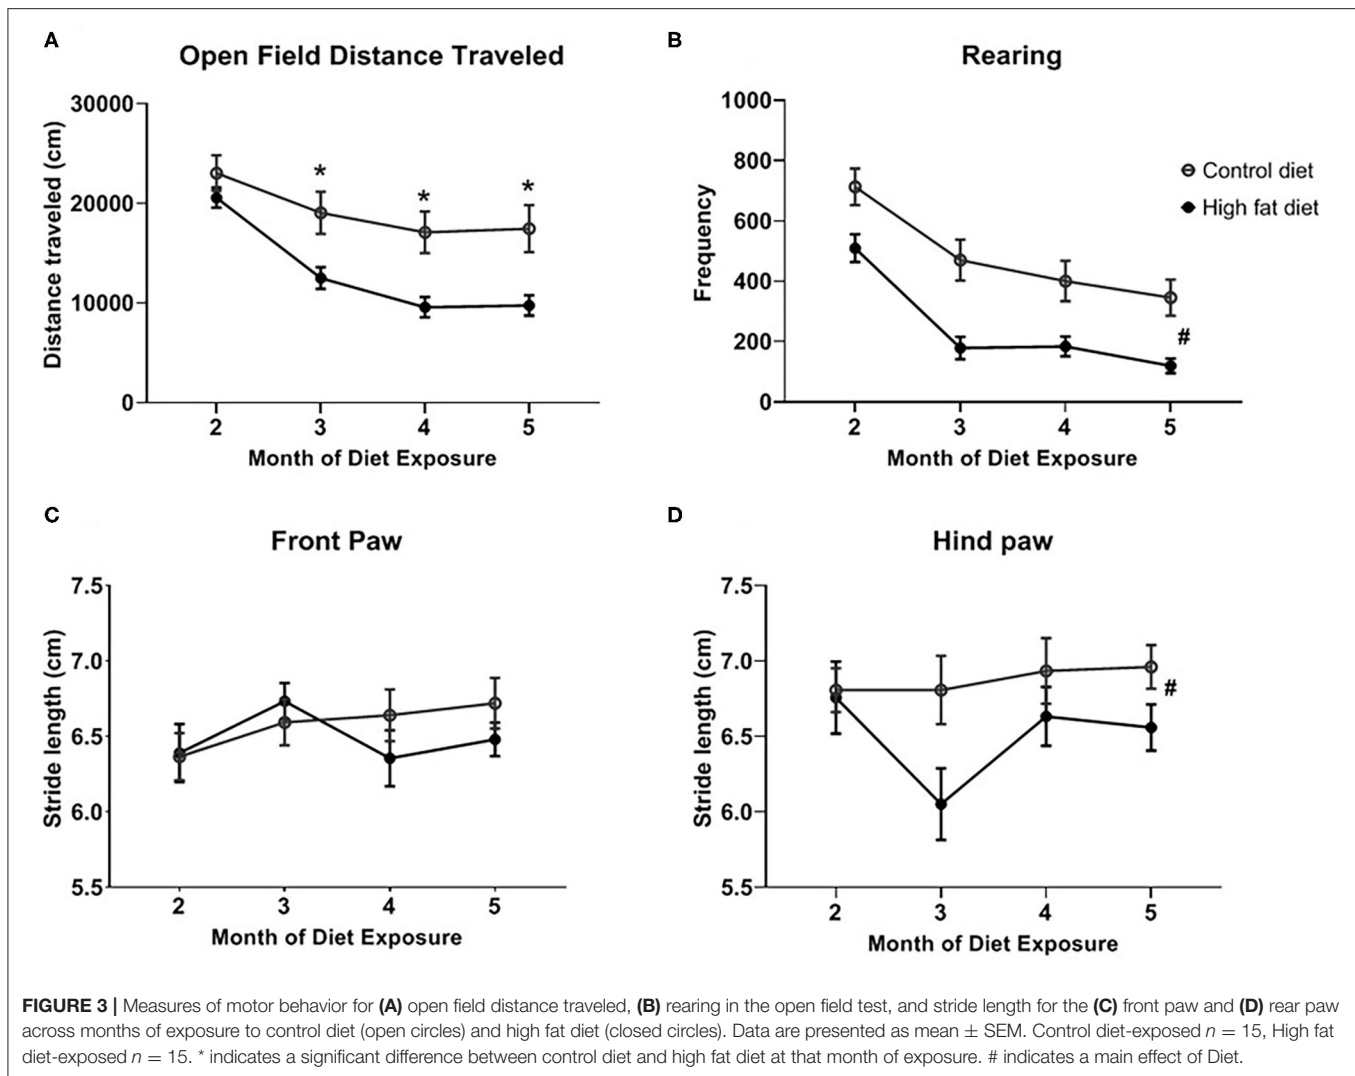 A
Open Field Distance Traveled
30000
20000
10000
0
Distance traveled (cm)
*
*
*
2 3 4 5
Month of Diet Exposure
B
Rearing
1000
800
600
400
200
0
Frequency
#
2 3 4 5
Month of Diet Exposure
Control diet
High fat diet
C
Front Paw
7.5
7.0
6.5
6.0
5.5
Stride length (cm)
2 3 4 5
Month of Diet Exposure
D
Hind paw
7.5
7.0
6.5
6.0
5.5
Stride length (cm)
#
2 3 4 5
Month of Diet Exposure
FIGURE 3 | Measures of motor behavior for (A) open field distance traveled, (B) rearing in the open field test, and stride length for the (C) front paw and (D) rear paw
across months of exposure to control diet (open circles) and high fat diet (closed circles). Data are presented as mean ± SEM. Control diet-exposed n = 15, High fat
diet-exposed n = 15. * indicates a significant difference between control diet and high fat diet at that month of exposure. # indicates a main effect of Diet.